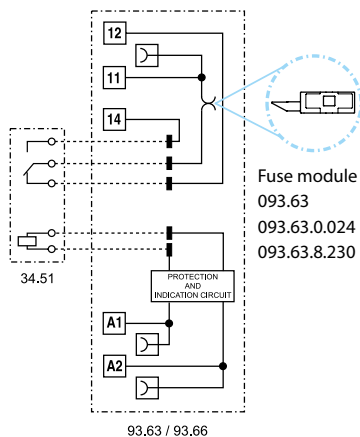 12
11
14
Fuse module
093.63
093.63.0.024
093.63.8.230
34.51
PROTECTION
AND
INDICATION CIRCUIT
A1
A2
93.63 / 93.66